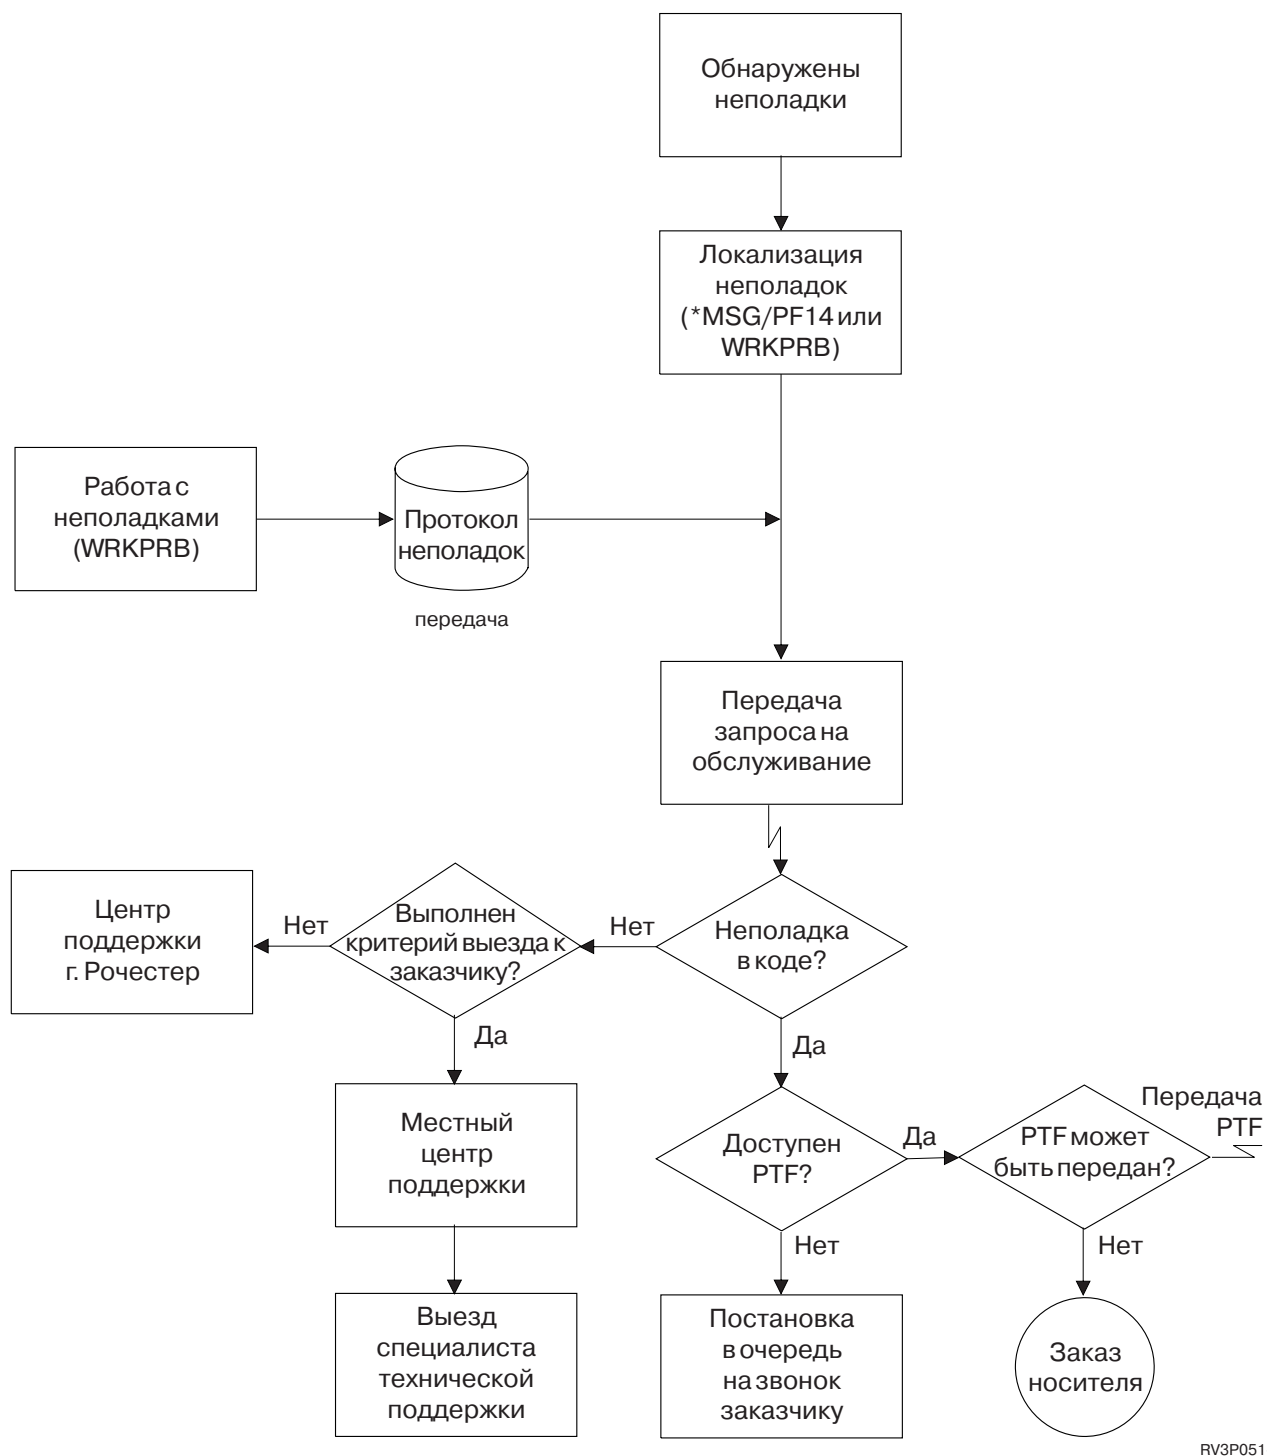 Обнаружены
неполадки
Локализация
неполадок
(*MSG/PF14 или
WRKPRB)
Работа с
неполадками
(WRKPRB)
Протокол
неполадок
передача
Передача
запроса на
обслуживание
Центр
поддержки
г. Рочестер
Нет
Выполнен
критерий выезда к
заказчику?
Нет
Неполадка
в коде?
Да
Да
Местный
центр
поддержки
Доступен
PTF?
Да
PTF может
быть передан?
Передача
PTF
Нет
Нет
Выезд
специалиста
технической
поддержки
Постановка
в очередь
на звонок
заказчику
Заказ
носителя
RV3P051